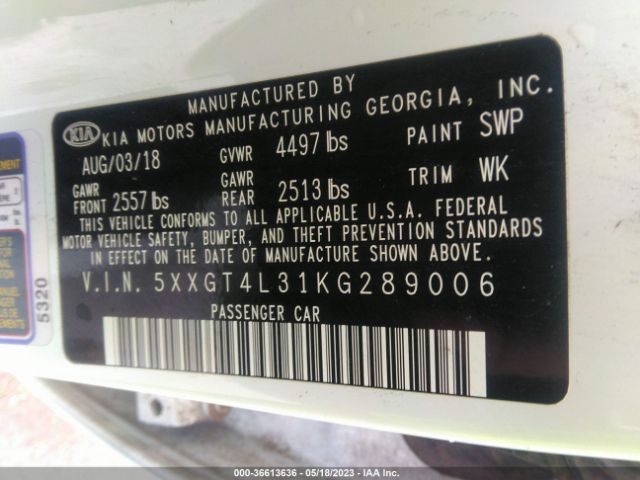 MANUFACTURED BY
KIA KIA MOTORS MANUFACTURING GEORGIA, INC.
AUG/03/18 GVWR 4497 lbs PAINT SWP
GAWR FRONT 2557 lbs GAWR REAR 2513 lbs TRIM WK
THIS VEHICLE CONFORMS TO ALL APPLICABLE U.S.A. FEDERAL
MOTOR VEHICLE SAFETY, BUMPER, AND THEFT PREVENTION STANDARDS
IN EFFECT ON THE DATE OF MANUFACTURE SHOWN ABOVE.
V.I.N. 5XXGT4L31KG289006
PASSENGER CAR
5320
000-36613636 - 05/18/2023 - IAA Inc.